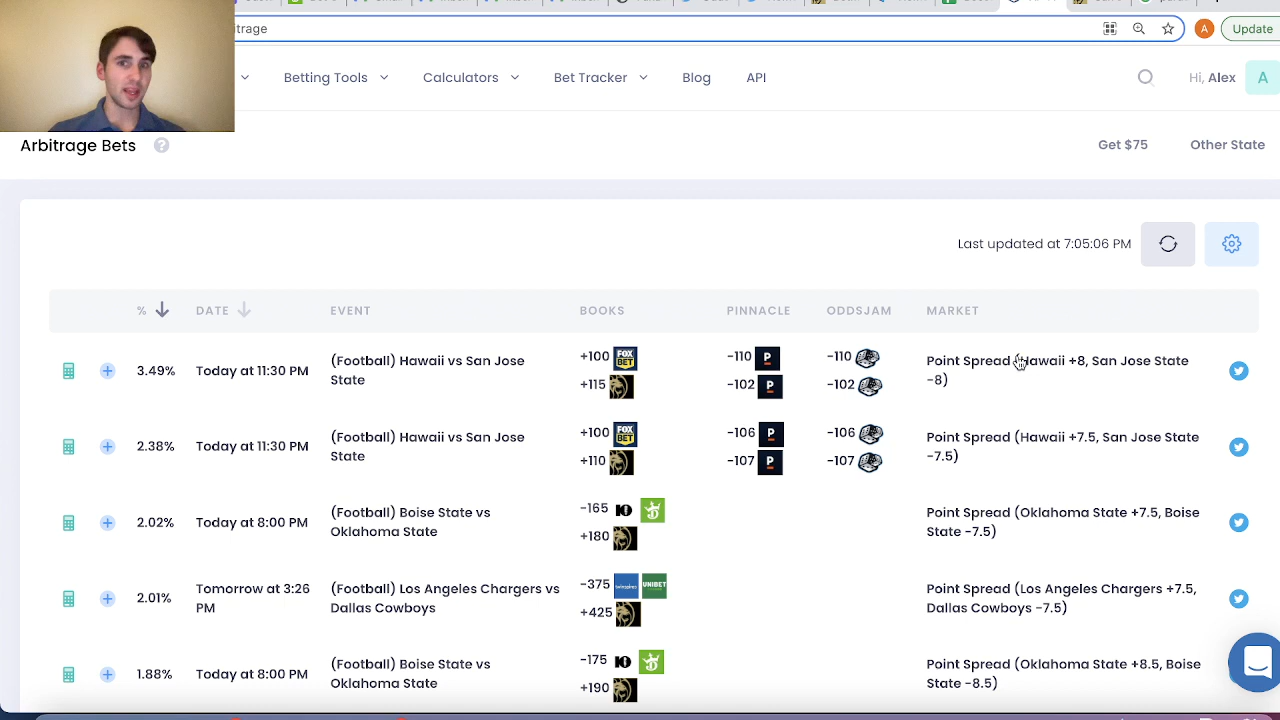 itrage
Update
Betting Tools
Calculators
Bet Tracker
Blog
API
Hi, Alex
A
Arbitrage Bets
Get $75
Other State
Last updated at 7:05:06 PM
% DATE EVENT BOOKS PINNACLE ODDSJAM MARKET
3.49% Today at 11:30 PM (Football) Hawaii vs San Jose State +100 FOX BET +115 -110 P -102 P -110 -102 Point Spread (Hawaii +8, San Jose State -8)
2.38% Today at 11:30 PM (Football) Hawaii vs San Jose State +100 FOX BET +110 -106 P -107 P -106 -107 Point Spread (Hawaii +7.5, San Jose State -7.5)
2.02% Today at 8:00 PM (Football) Boise State vs Oklahoma State -165 +180 Point Spread (Oklahoma State +7.5, Boise State -7.5)
2.01% Tomorrow at 3:26 PM (Football) Los Angeles Chargers vs Dallas Cowboys -375 UNIBET +425 Point Spread (Los Angeles Chargers +7.5, Dallas Cowboys -7.5)
1.88% Today at 8:00 PM (Football) Boise State vs Oklahoma State -175 +190 Point Spread (Oklahoma State +8.5, Boise State -8.5)